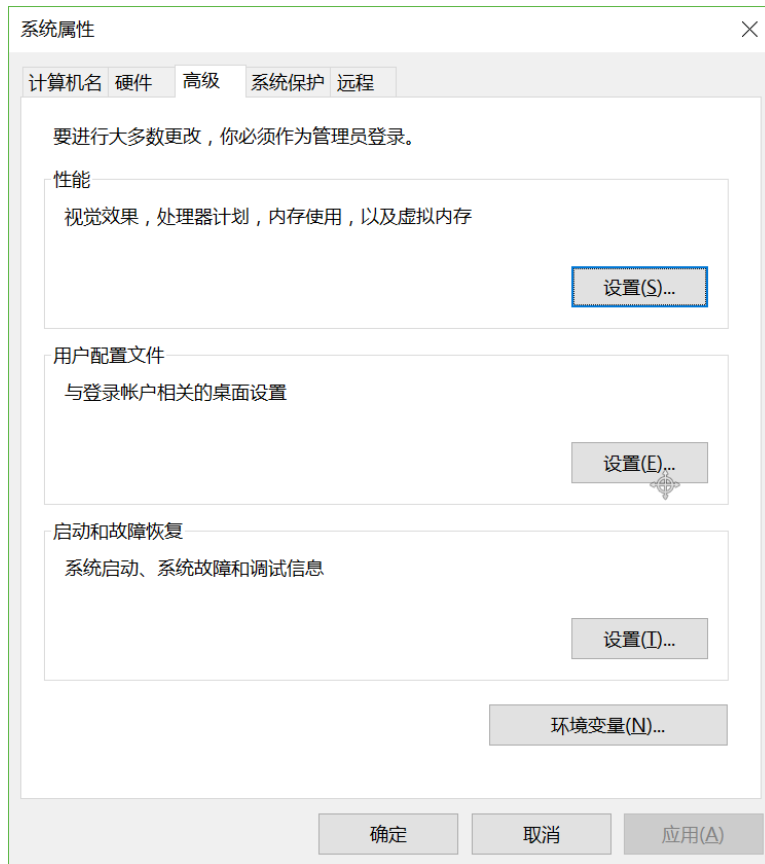 系统属性
计算机名 硬件 高级 系统保护 远程
要进行大多数更改，你必须作为管理员登录。
性能
视觉效果，处理器计划，内存使用，以及虚拟内存
设置(S)...
用户配置文件
与登录帐户相关的桌面设置
设置(E)...
启动和故障恢复
系统启动、系统故障和调试信息
设置(T)...
环境变量(N)...
确定 取消 应用(A)